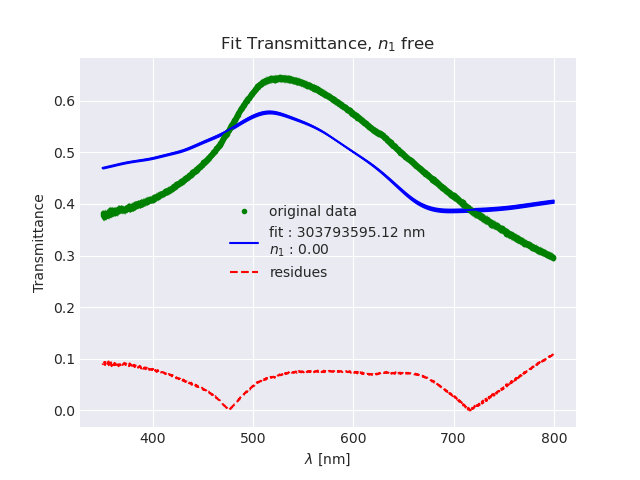 Fit Transmittance, n₁ free
Transmittance
0.6
0.5
0.4
0.3
0.2
0.1
0.0
original data
fit : 303793595.12 nm
n₁ : 0.00
residues
400 500 600 700 800
λ [nm]